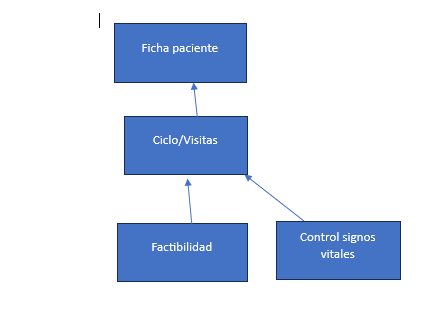 Ficha paciente
Ciclo/Visitas
Factibilidad
Control signos
vitales